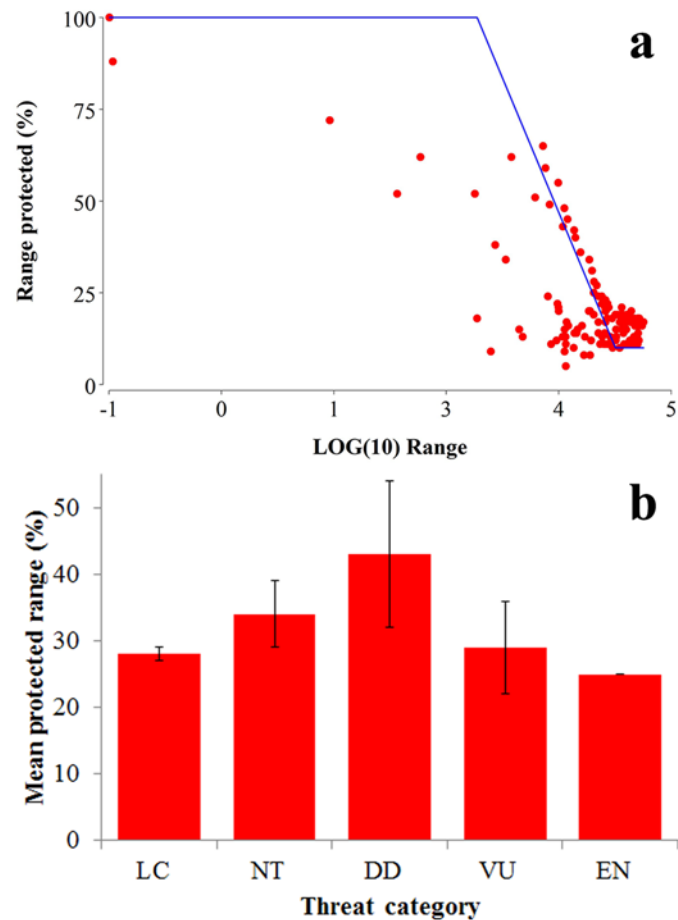 a
100
75
50
25
0
Range protected (%)
-1 0 1 3 4 5
LOG(10) Range
b
50
40
30
20
10
0
Mean protected range (%)
LC NT DD VU EN
Threat category